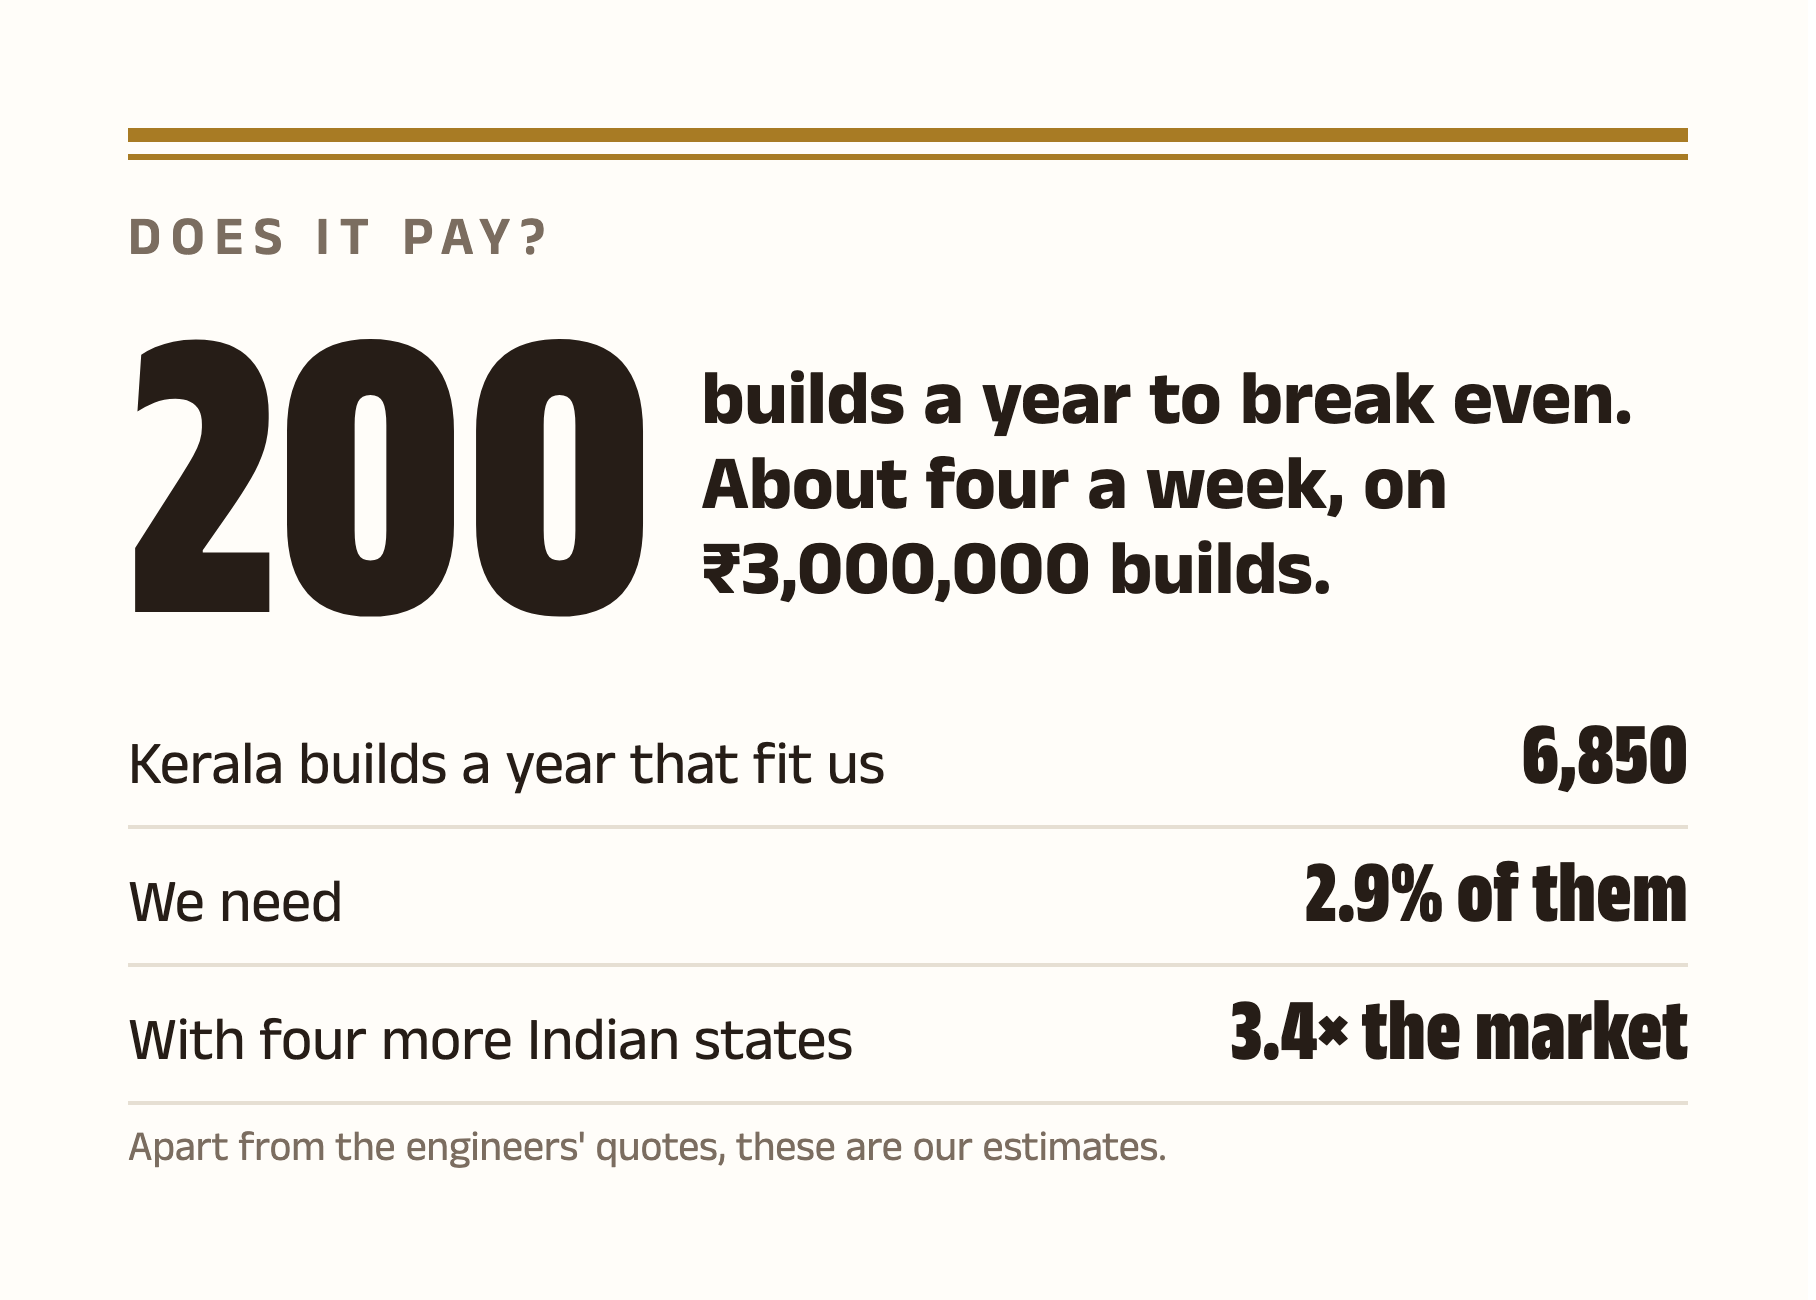 DOES IT PAY?
200
builds a year to break even.
About four a week, on
₹3,000,000 builds.
Kerala builds a year that fit us 6,850
We need 2.9% of them
With four more Indian states 3.4× the market
Apart from the engineers' quotes, these are our estimates.